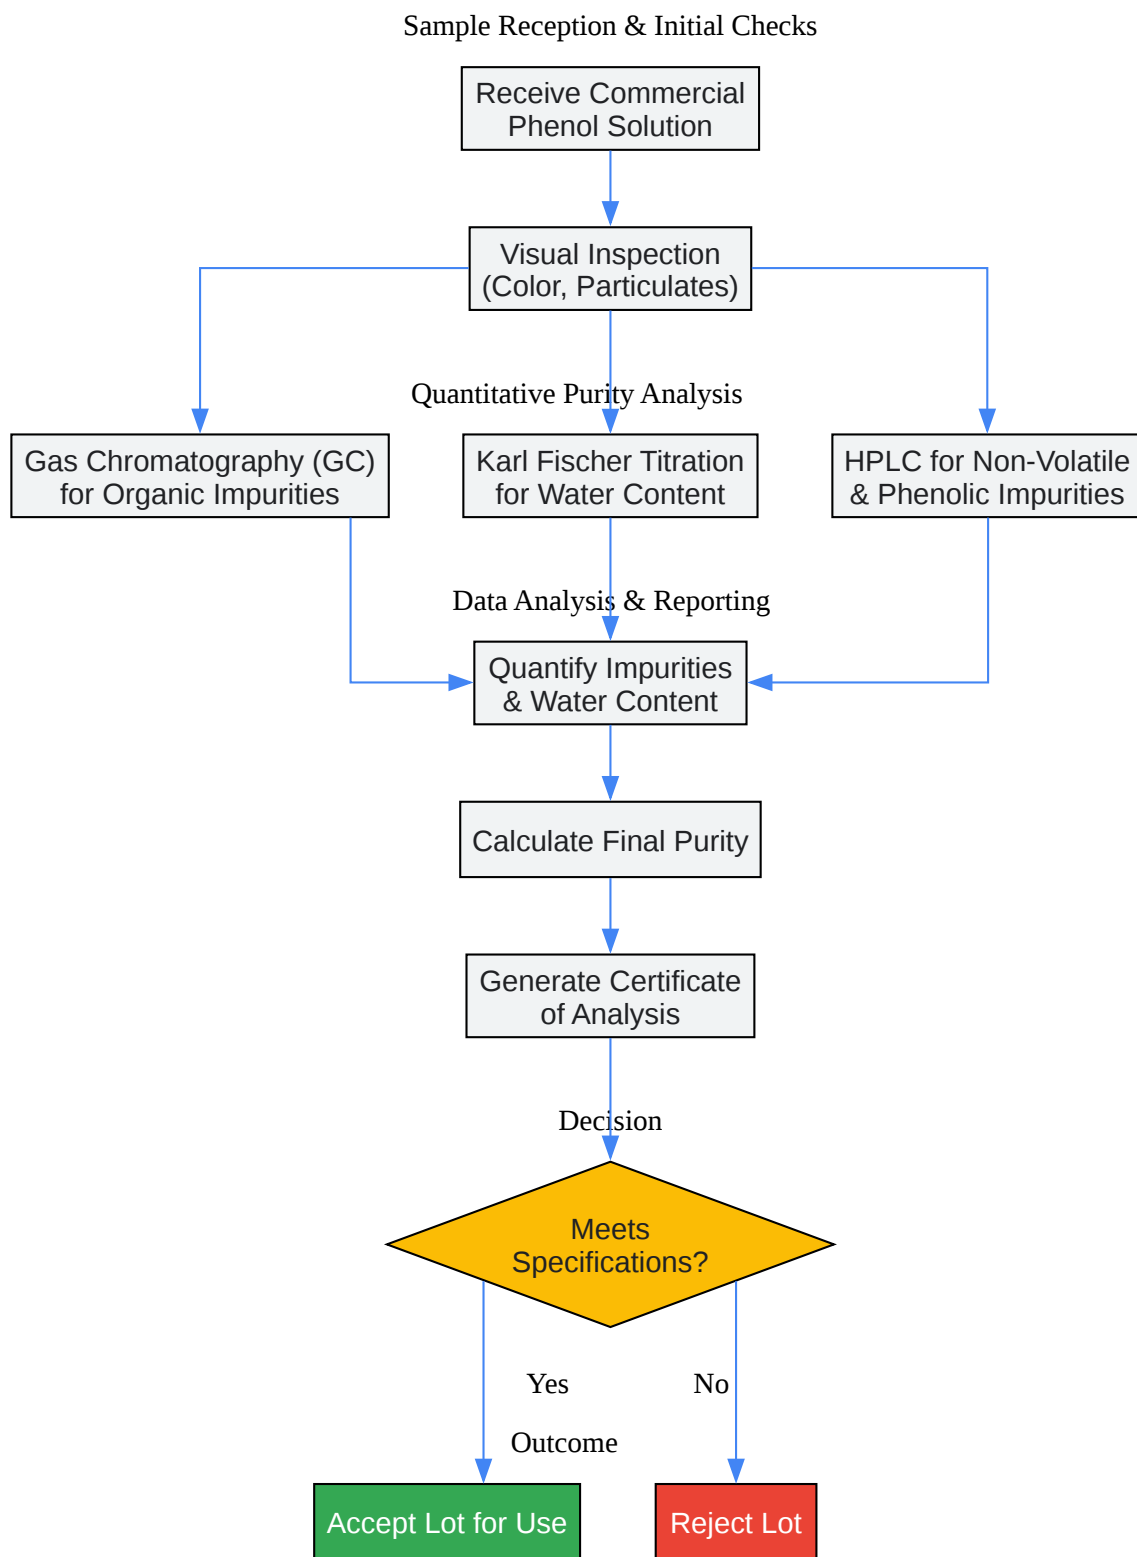 Sample Reception & Initial Checks
Receive Commercial
Phenol Solution
Visual Inspection
(Color, Particulates)
Quantitative Purity Analysis
Gas Chromatography (GC)
for Organic Impurities
Karl Fischer Titration
for Water Content
HPLC for Non-Volatile
& Phenolic Impurities
Data Analysis & Reporting
Quantify Impurities
& Water Content
Calculate Final Purity
Generate Certificate
of Analysis
Decision
Meets
Specifications?
Yes
No
Outcome
Accept Lot for Use
Reject Lot